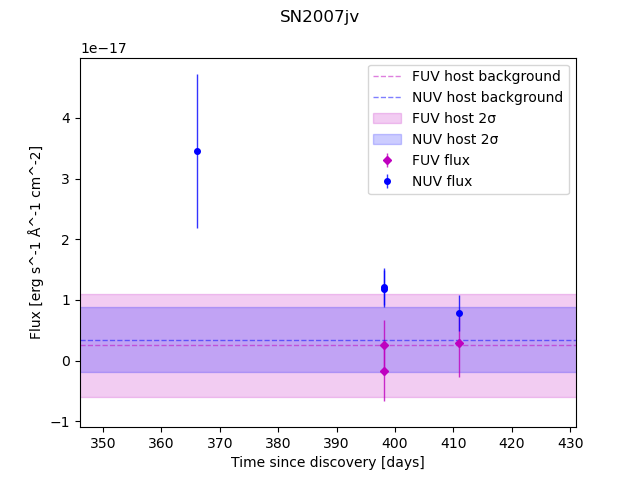 SN2007jv
1e−17
FUV host background
NUV host background
FUV host 2σ
NUV host 2σ
FUV flux
NUV flux
4
3
2
1
0
−1
Flux [erg s^-1 Å^-1 cm^-2]
350 360 370 380 390 400 410 420 430
Time since discovery [days]